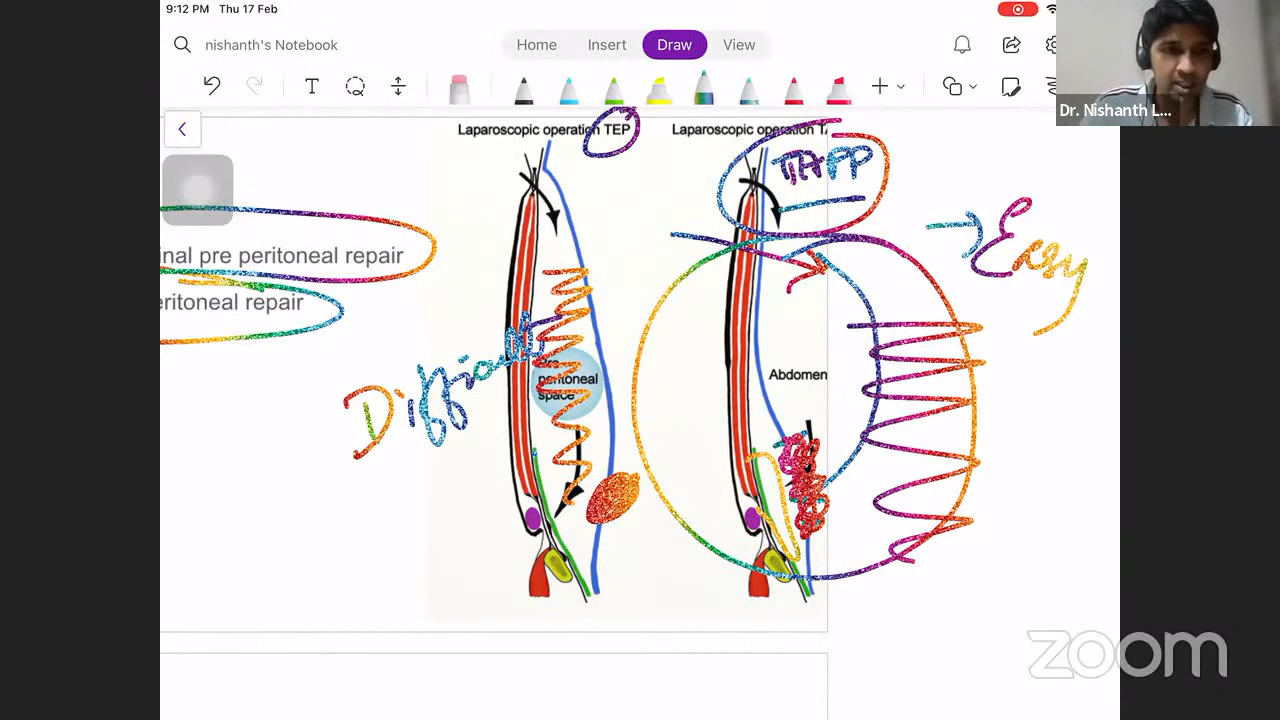 9:12 PM Thu 17 Feb
nishanth's Notebook
Home Insert Draw View
Dr. Nishanth L...
Laparoscopic operation TEP
Laparoscopic operation TA
TAPP
Easy
inal pre peritoneal repair
eritoneal repair
Difficult
peritoneal
space
Abdomen
zoom